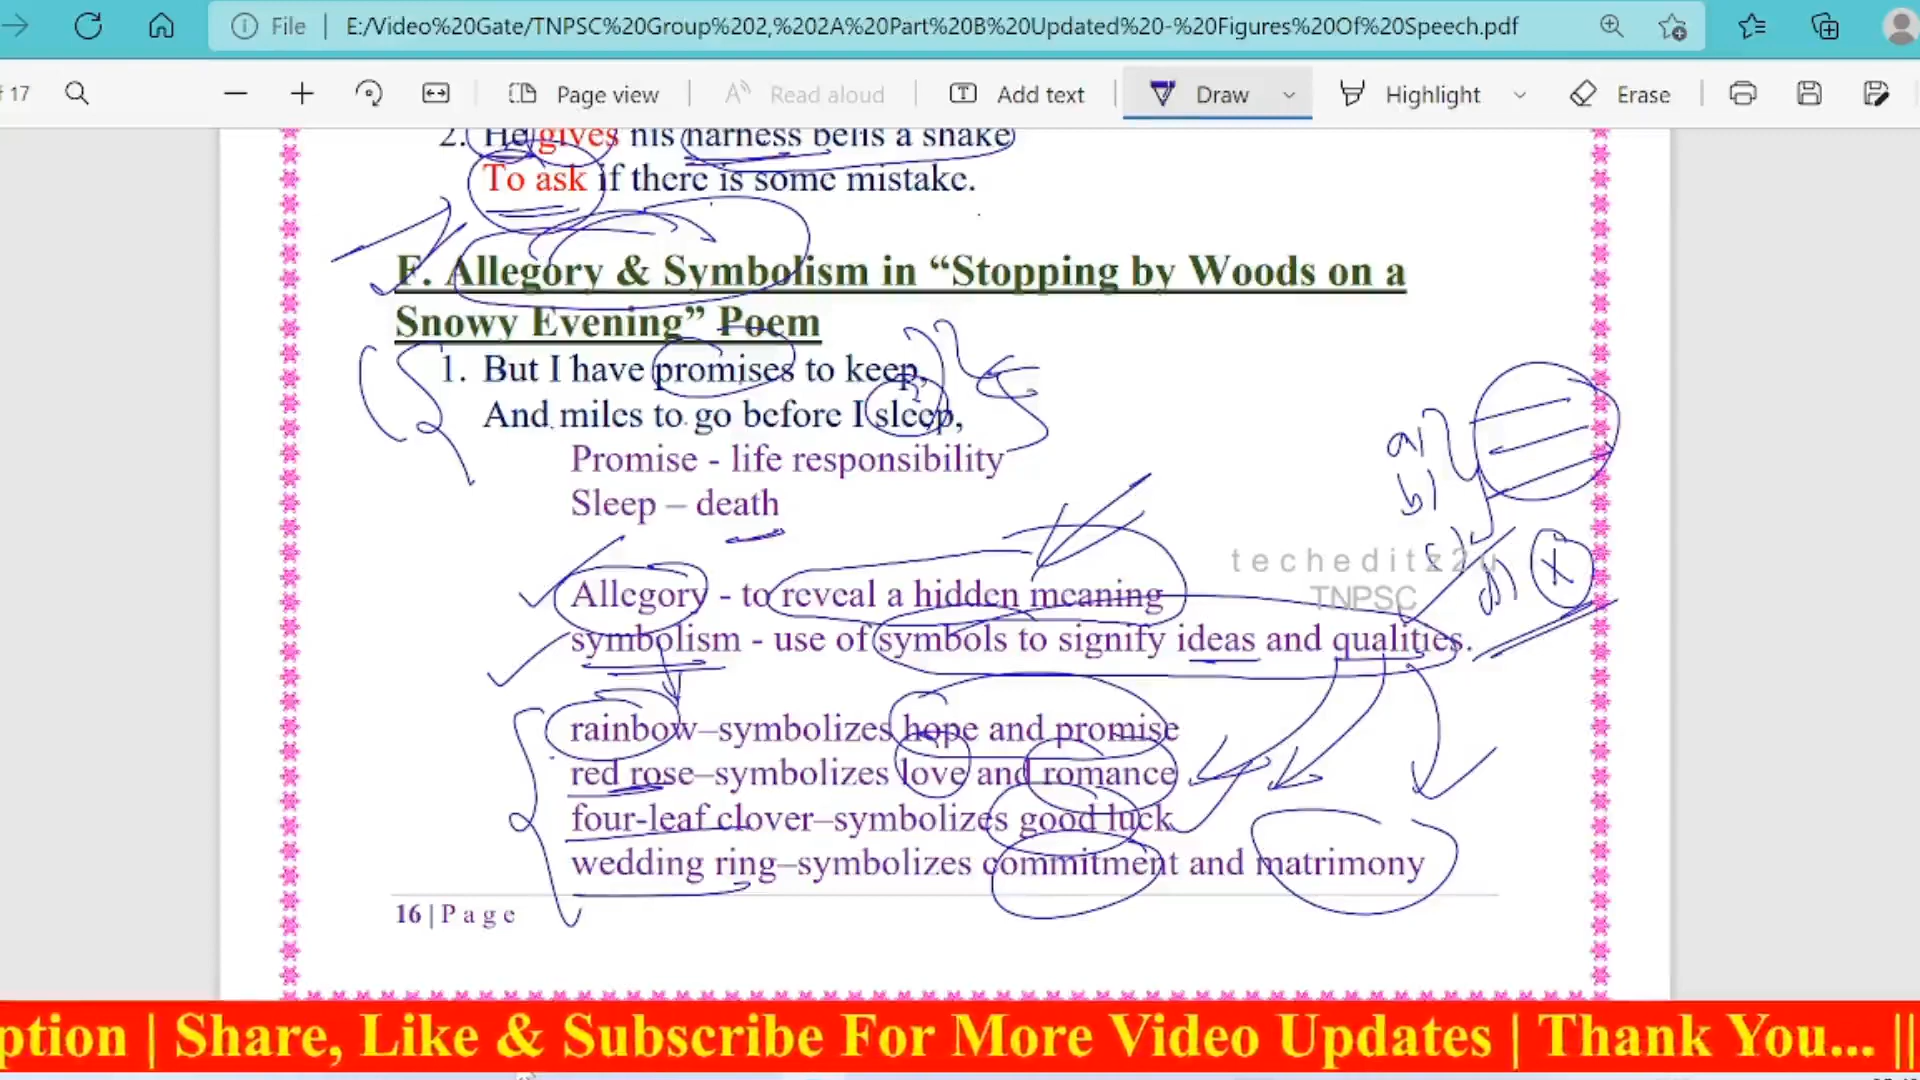 File | E:/Video%20Gate/TNPSC%20Group%202,%202A%20Part%20B%20Updated%20-%20Figures%20Of%20Speech.pdf
17
Page view
Read aloud
Add text
Draw
Highlight
Erase
2. He gives his harness bells a shake
To ask if there is some mistake.
F. Allegory & Symbolism in “Stopping by Woods on a
Snowy Evening” Poem
1. But I have promises to keep,
And miles to go before I sleep,
Promise - life responsibility
Sleep – death
a)
b)
c)
d)
techeditz2u
TNPSC
Allegory - to reveal a hidden meaning
symbolism - use of symbols to signify ideas and qualities.
rainbow–symbolizes hope and promise
red rose–symbolizes love and romance
four-leaf clover–symbolizes good luck
wedding ring–symbolizes commitment and matrimony
16 | Page
ption | Share, Like & Subscribe For More Video Updates | Thank You... ||